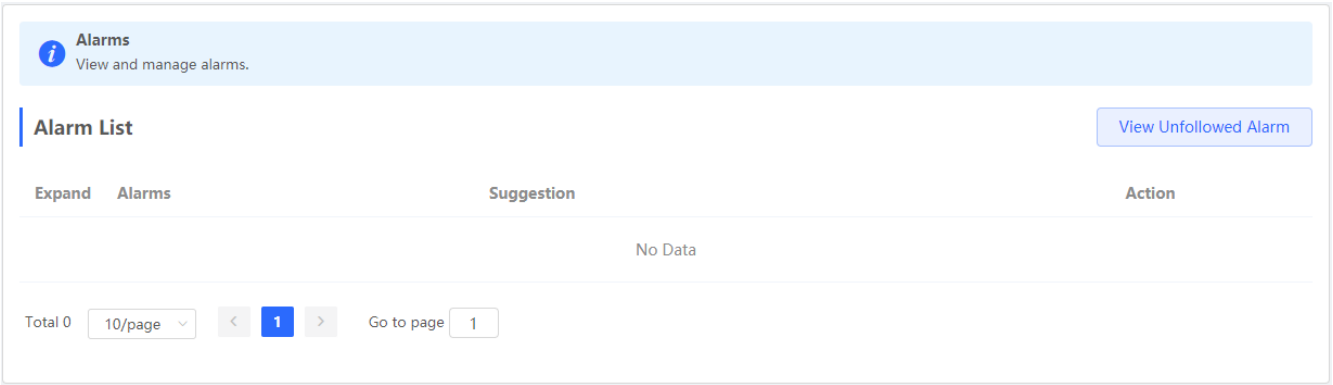 Alarms
View and manage alarms.
Alarm List
View Unfollowed Alarm
Expand Alarms Suggestion Action
No Data
Total 0 10/page < 1 > Go to page 1